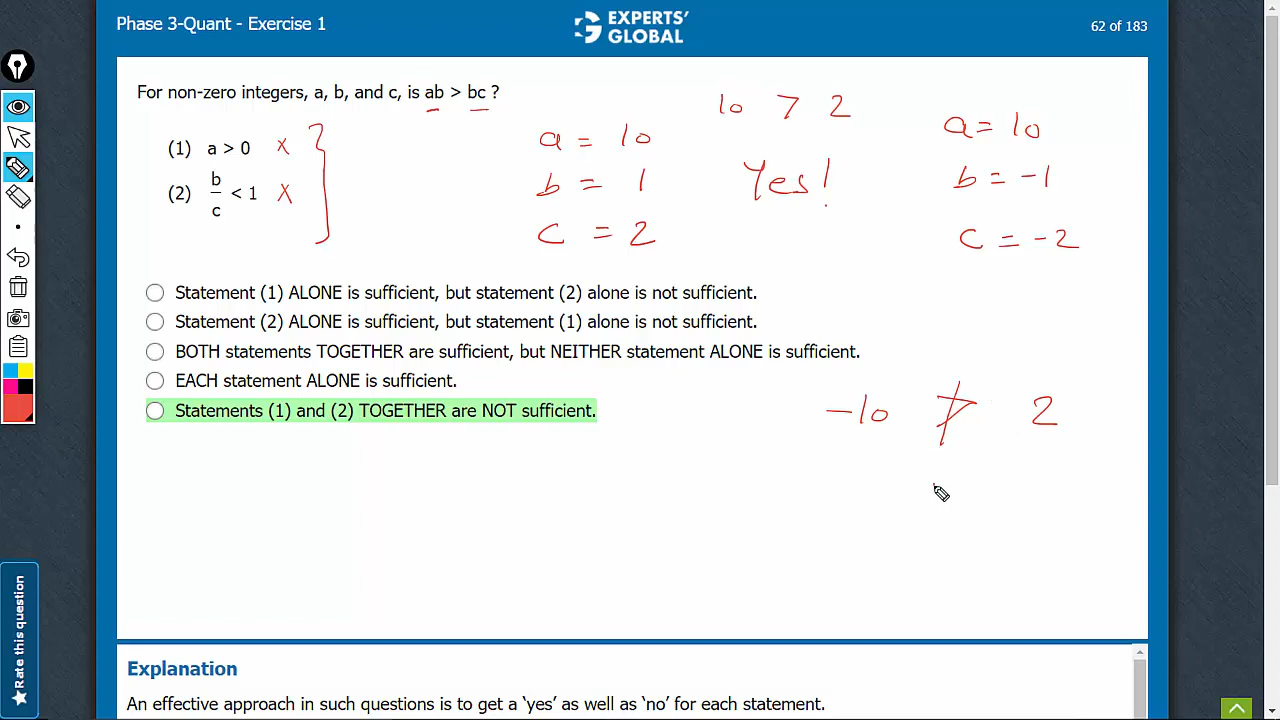 Phase 3-Quant - Exercise 1
EXPERTS'
GLOBAL
62 of 183
For non-zero integers, a, b, and c, is ab > bc ?
(1) a > 0 X
(2) b/c < 1 X
a = 10
b = 1
c = 2
10 > 2
Yes!
a = 10
b = -1
c = -2
Statement (1) ALONE is sufficient, but statement (2) alone is not sufficient.
Statement (2) ALONE is sufficient, but statement (1) alone is not sufficient.
BOTH statements TOGETHER are sufficient, but NEITHER statement ALONE is sufficient.
EACH statement ALONE is sufficient.
Statements (1) and (2) TOGETHER are NOT sufficient.
-10 ≯ 2
Rate this question
Explanation
An effective approach in such questions is to get a ‘yes’ as well as ‘no’ for each statement.